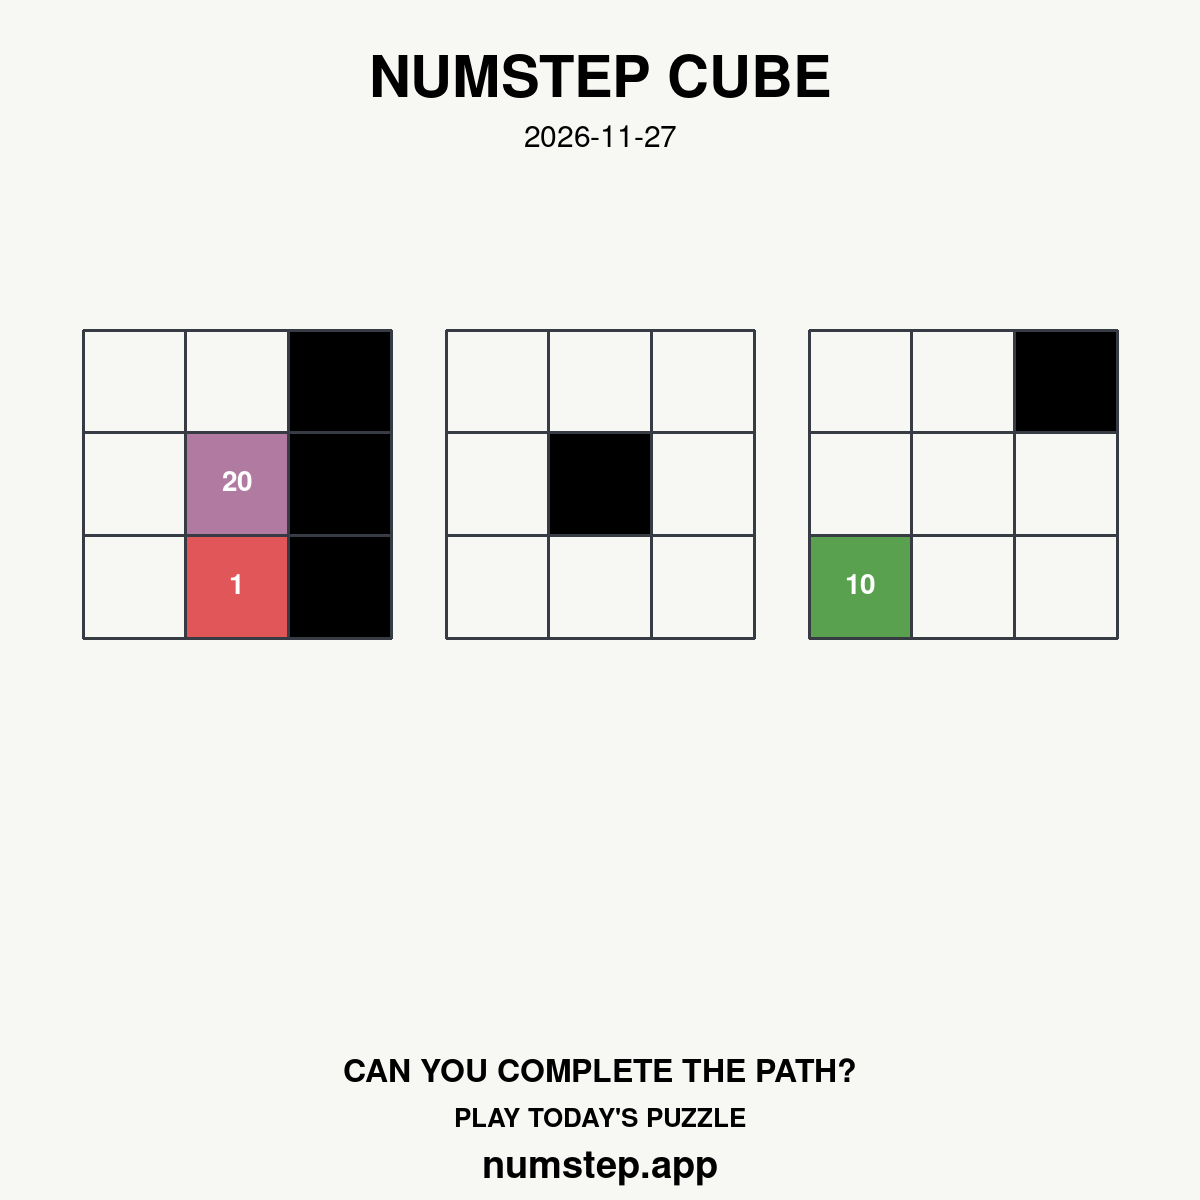 NUMSTEP CUBE
2026-11-27
20
1
10
CAN YOU COMPLETE THE PATH?
PLAY TODAY'S PUZZLE
numstep.app